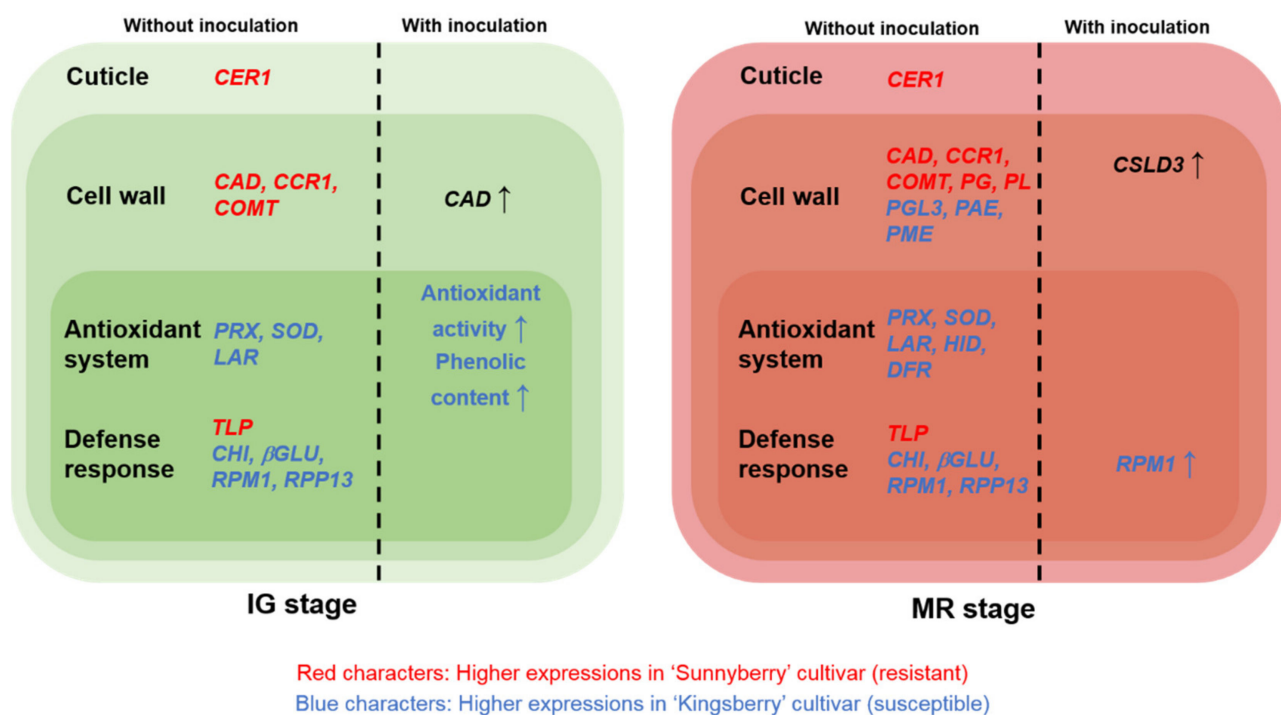 Without inoculation
With inoculation
Cuticle
CER1
Cell wall
CAD, CCR1,
COMT
CAD ↑
Antioxidant
system
PRX, SOD,
LAR
Antioxidant
activity ↑
Phenolic
content ↑
Defense
response
TLP
CHI, βGLU,
RPM1, RPP13
IG stage
Without inoculation
With inoculation
Cuticle
CER1
Cell wall
CAD, CCR1,
COMT, PG, PL
PGL3, PAE,
PME
CSLD3 ↑
Antioxidant
system
PRX, SOD,
LAR, HID,
DFR
Defense
response
TLP
CHI, βGLU,
RPM1, RPP13
RPM1 ↑
MR stage
Red characters: Higher expressions in ‘Sunnyberry’ cultivar (resistant)
Blue characters: Higher expressions in ‘Kingsberry’ cultivar (susceptible)